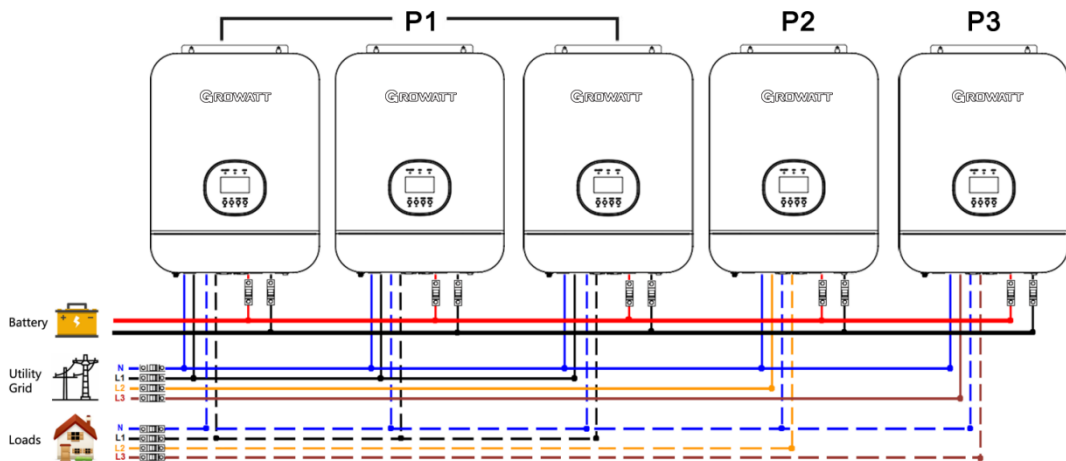 P1 P2 P3
GROWATT GROWATT GROWATT GROWATT GROWATT
Battery
Utility
Grid
N
L1
L2
L3
Loads
N
L1
L2
L3